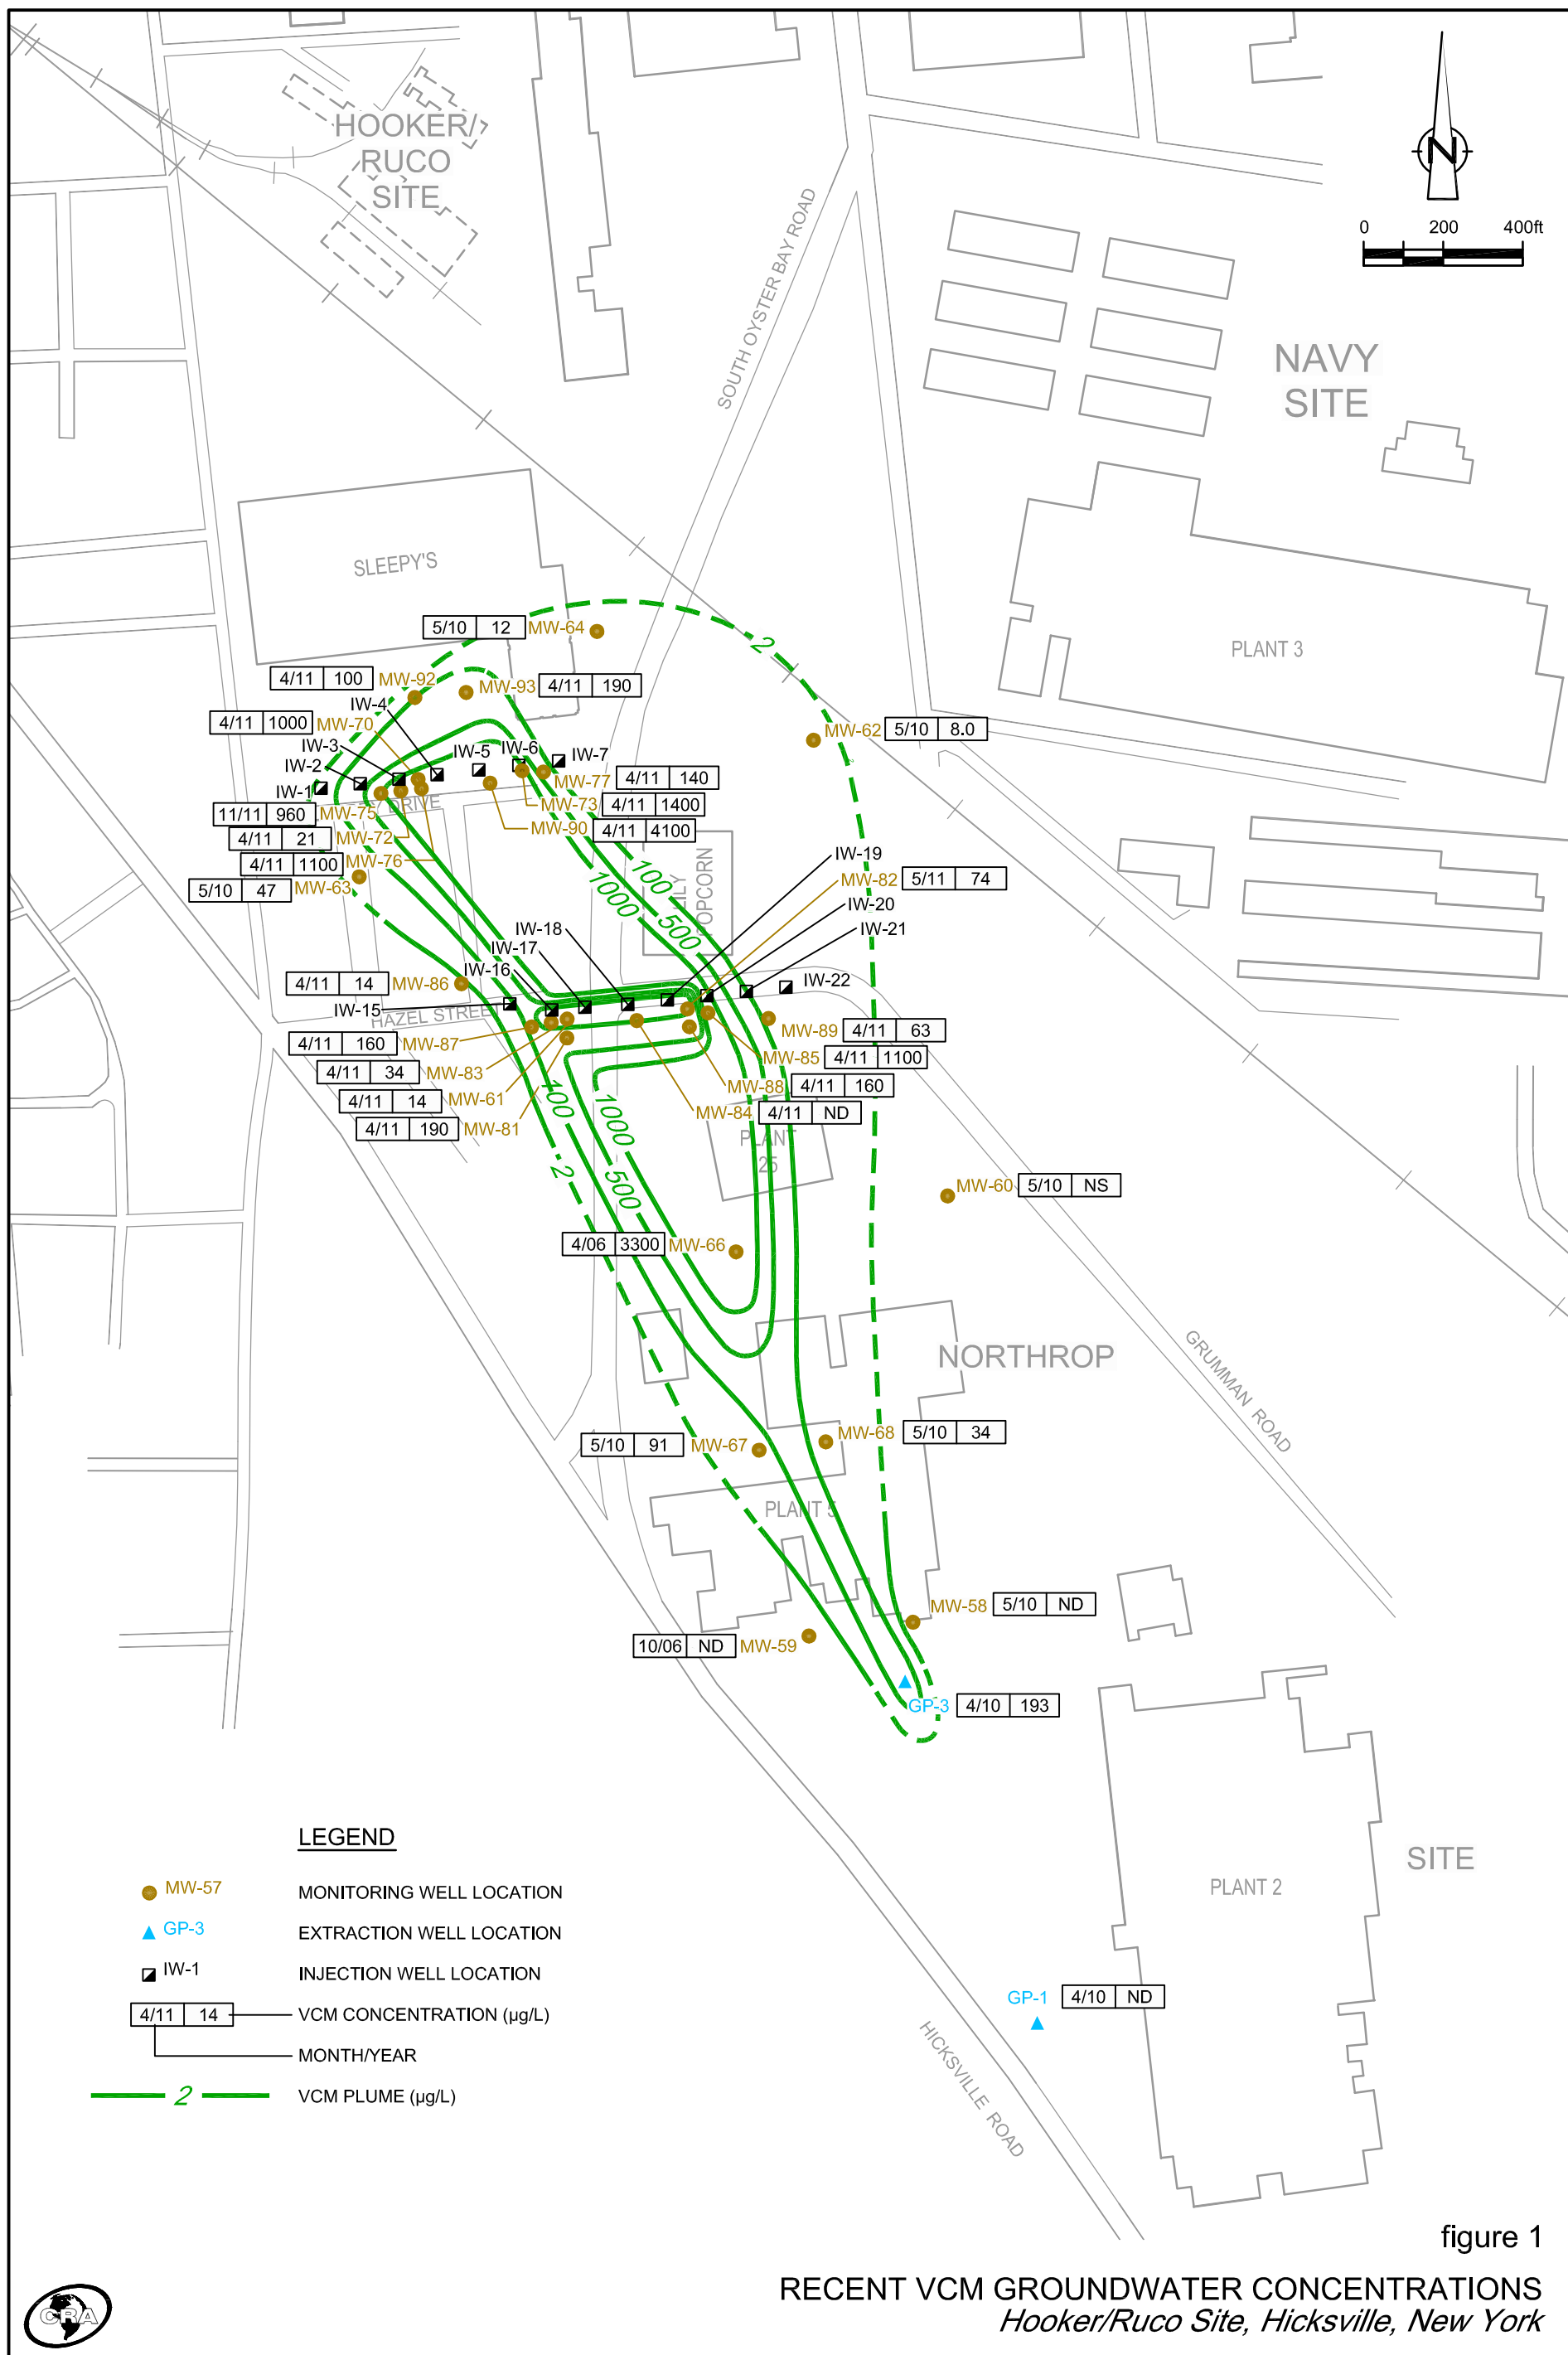 HOOKER/
RUCO
SITE
N
0 200 400ft
SOUTH OYSTER BAY ROAD
NAVY
SITE
SLEEPY'S
PLANT 3
5/10 12 MW-64
2
4/11 100 MW-92
MW-93 4/11 190
IW-4
4/11 1000 MW-70
MW-62 5/10 8.0
IW-3
IW-5
IW-6
IW-7
IW-2
MW-77 4/11 140
IW-1
DRIVE
MW-73 4/11 1400
11/11 960 MW-75
MW-90 4/11 4100
4/11 21 MW-72
4/11 1100 MW-76
5/10 47 MW-63
LILY
POPCORN
100
1000
500
IW-19
MW-82 5/11 74
IW-20
IW-18
IW-21
IW-17
IW-16
4/11 14 MW-86
IW-22
IW-15
HAZEL STREET
MW-89 4/11 63
4/11 160 MW-87
MW-85 4/11 1100
4/11 34 MW-83
MW-88 4/11 160
4/11 14 MW-61
MW-84 4/11 ND
4/11 190 MW-81
100
1000
PLANT
25
2
500
MW-60 5/10 NS
4/06 3300 MW-66
NORTHROP
GRUMMAN ROAD
MW-68 5/10 34
5/10 91 MW-67
PLANT 5
MW-58 5/10 ND
10/06 ND MW-59
GP-3 4/10 193
LEGEND
SITE
PLANT 2
MW-57 MONITORING WELL LOCATION
GP-3 EXTRACTION WELL LOCATION
IW-1 INJECTION WELL LOCATION
GP-1 4/10 ND
4/11 14 VCM CONCENTRATION (µg/L)
MONTH/YEAR
HICKSVILLE ROAD
2 VCM PLUME (µg/L)
figure 1
RECENT VCM GROUNDWATER CONCENTRATIONS
Hooker/Ruco Site, Hicksville, New York
CRA